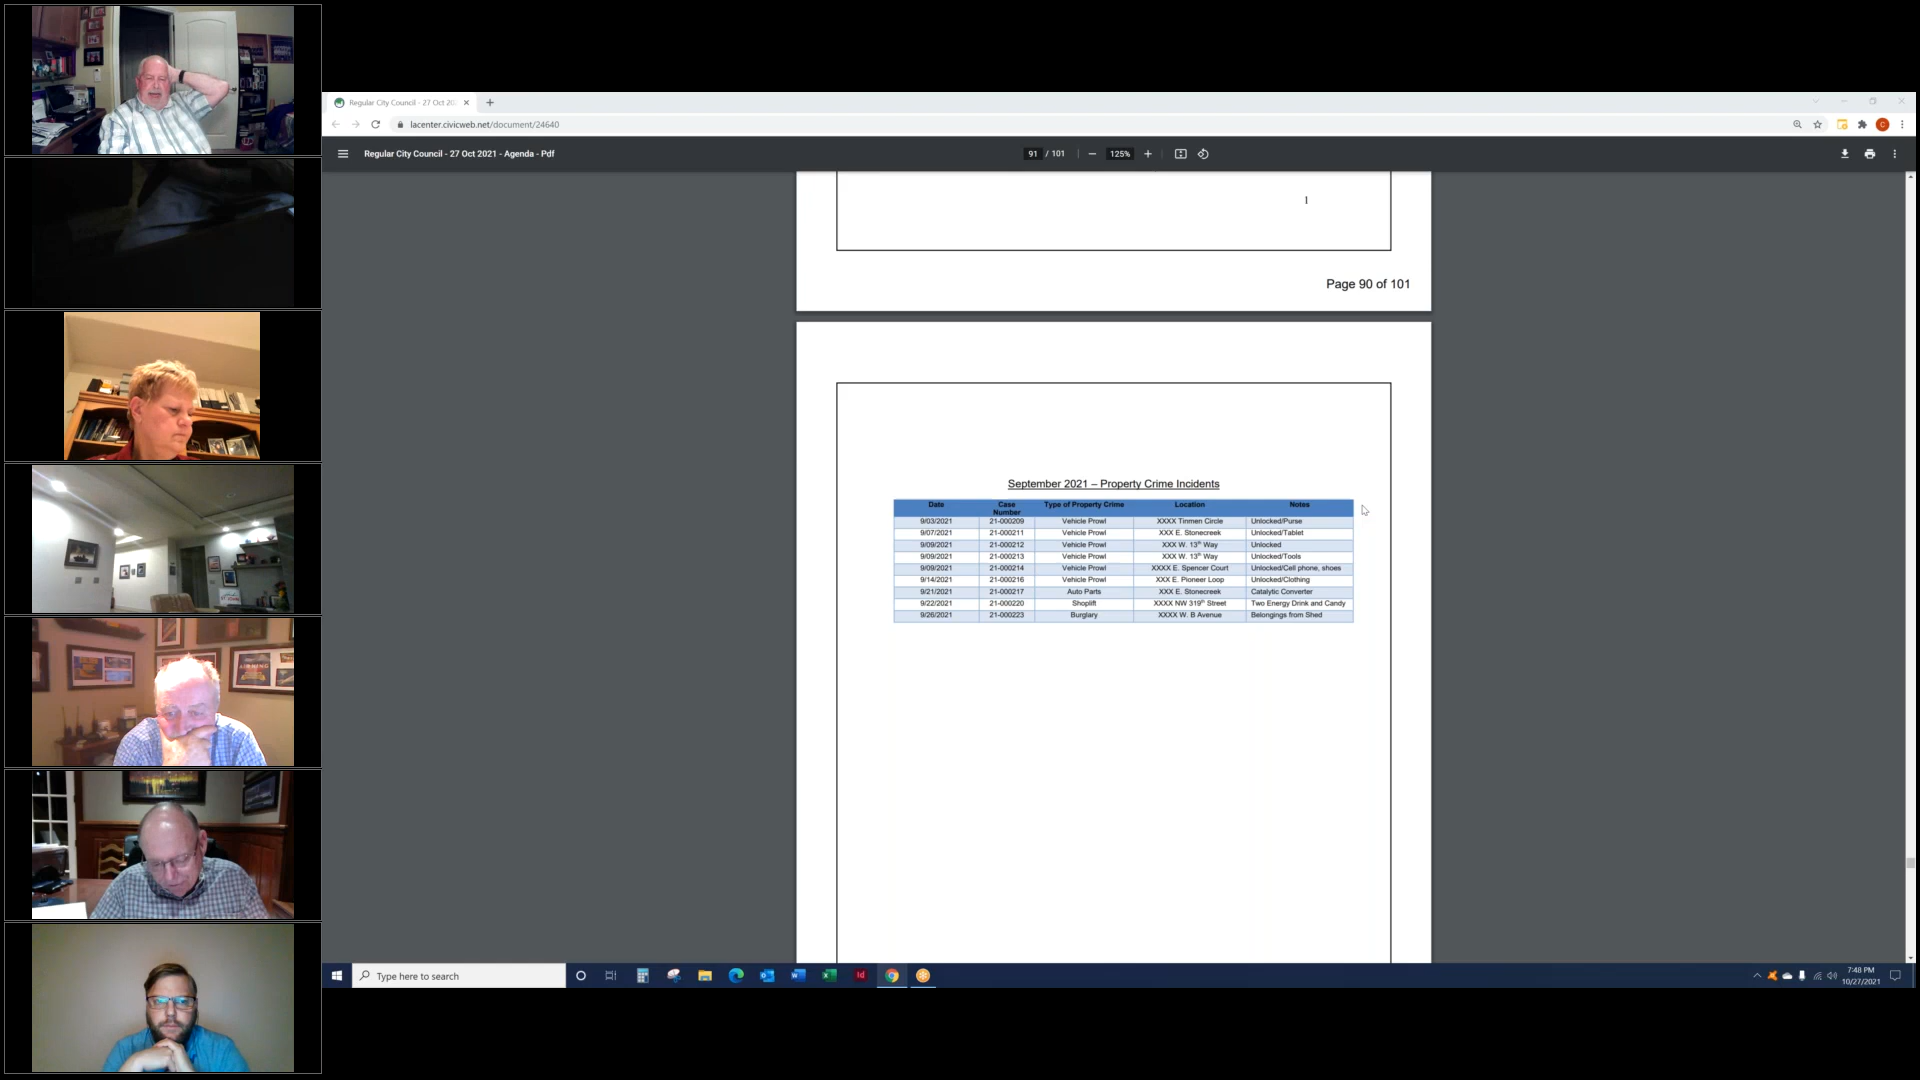 Regular City Council - 27 Oct 20
lacenter.civicweb.net/document/24640
Regular City Council - 27 Oct 2021 - Agenda - Pdf
91 / 101
125%
1
Page 90 of 101
September 2021 – Property Crime Incidents
Date Case Number Type of Property Crime Location Notes
9/03/2021 21-000209 Vehicle Prowl XXXX Tinmen Circle Unlocked/Purse
9/07/2021 21-000211 Vehicle Prowl XXX E. Stonecreek Unlocked/Tablet
9/09/2021 21-000212 Vehicle Prowl XXX W. 13th Way Unlocked
9/09/2021 21-000213 Vehicle Prowl XXX W. 13th Way Unlocked/Tools
9/09/2021 21-000214 Vehicle Prowl XXXX E. Spencer Court Unlocked/Cell phone, shoes
9/14/2021 21-000216 Vehicle Prowl XXX E. Pioneer Loop Unlocked/Clothing
9/21/2021 21-000217 Auto Parts XXX E. Stonecreek Catalytic Converter
9/22/2021 21-000220 Shoplift XXXX NW 319th Street Two Energy Drink and Candy
9/26/2021 21-000223 Burglary XXXX W. B Avenue Belongings from Shed
Type here to search
7:48 PM
10/27/2021